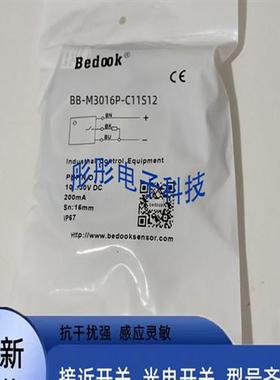 Bedook®
CE
BB-M3016P-C11S12
BN
+
BK
BU
−
Industrial Control Equipment
200mA
Sn:16mm
IP67
http://www.bedooksensor.com
彤彤电子科技
抗干扰强 感应灵敏
接近开关 光电开关 型号齐